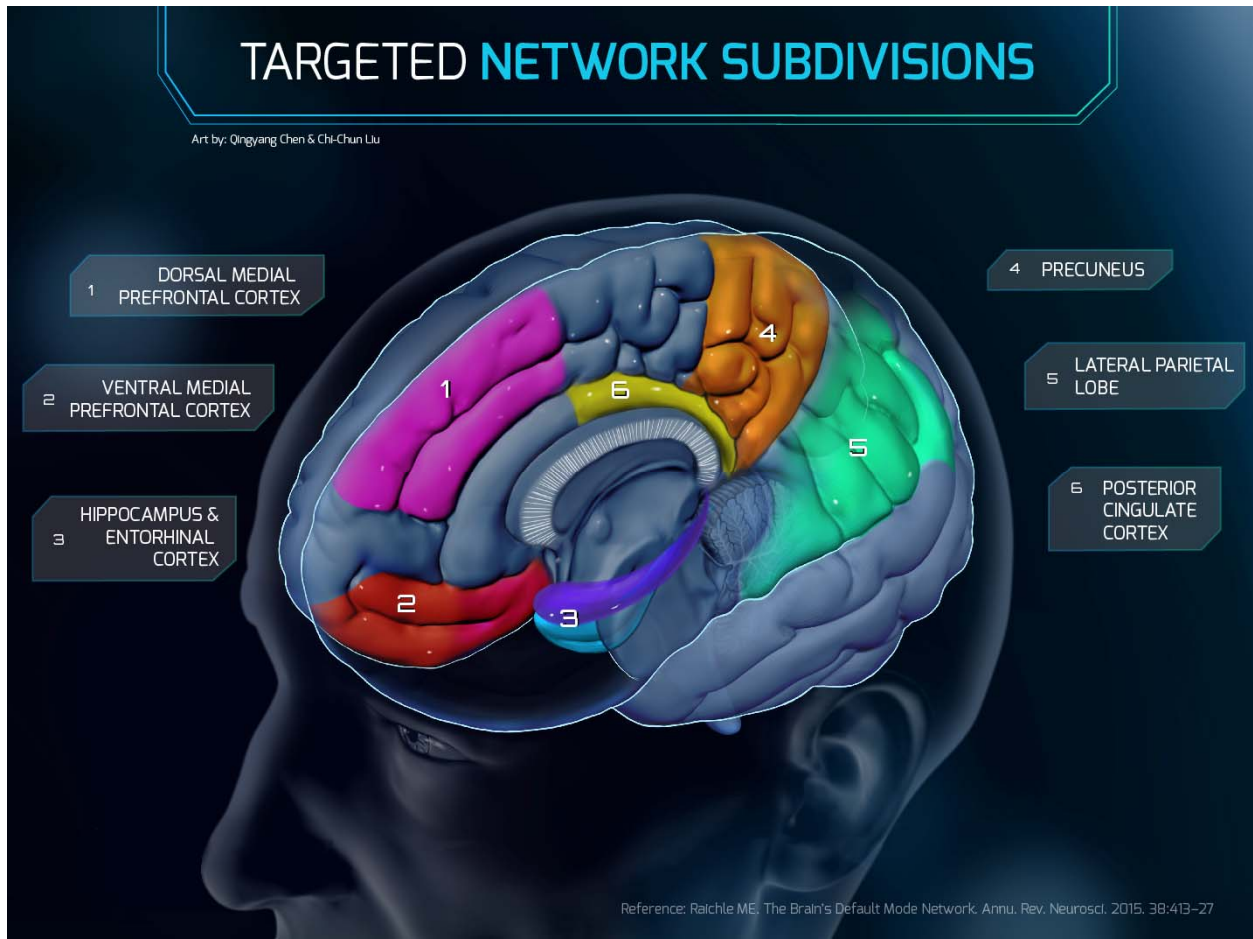 TARGETED NETWORK SUBDIVISIONS
Art by: Qingyang Chen & Chi-Chun Liu
1
DORSAL MEDIAL
PREFRONTAL CORTEX
2
VENTRAL MEDIAL
PREFRONTAL CORTEX
3
HIPPOCAMPUS &
ENTORHINAL
CORTEX
4 PRECUNEUS
5
LATERAL PARIETAL
LOBE
6
POSTERIOR
CINGULATE
CORTEX
1
2
3
4
5
6
Reference: Raichle ME. The Brain's Default Mode Network. Annu. Rev. Neurosci. 2015. 38:413–27